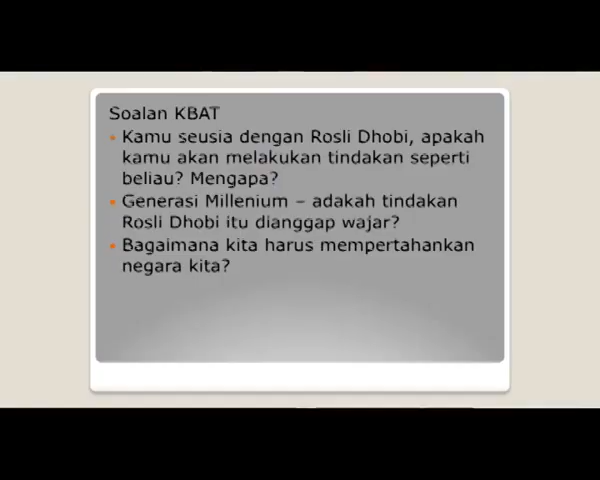 Soalan KBAT
Kamu seusia dengan Rosli Dhobi, apakah
kamu akan melakukan tindakan seperti
beliau? Mengapa?
Generasi Millenium – adakah tindakan
Rosli Dhobi itu dianggap wajar?
Bagaimana kita harus mempertahankan
negara kita?